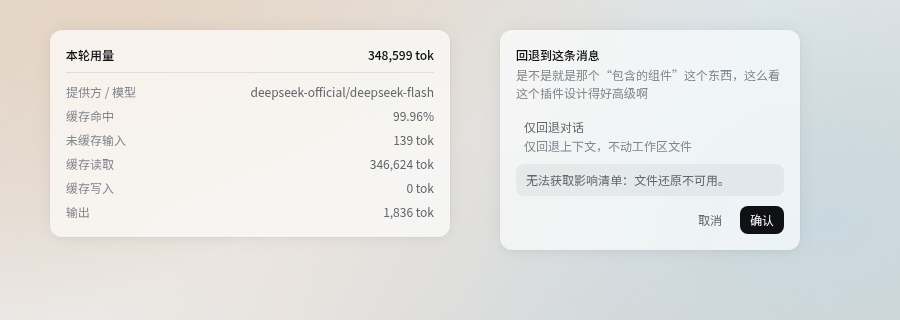 本轮用量 348,599 tok
提供方 / 模型 deepseek-official/deepseek-flash
缓存命中 99.96%
未缓存输入 139 tok
缓存读取 346,624 tok
缓存写入 0 tok
输出 1,836 tok
回退到这条消息
是不是就是那个“包含的组件”这个东西，这么看
这个插件设计得好高级啊
仅回退对话
仅回退上下文，不动工作区文件
无法获取影响清单：文件还原不可用。
取消 确认